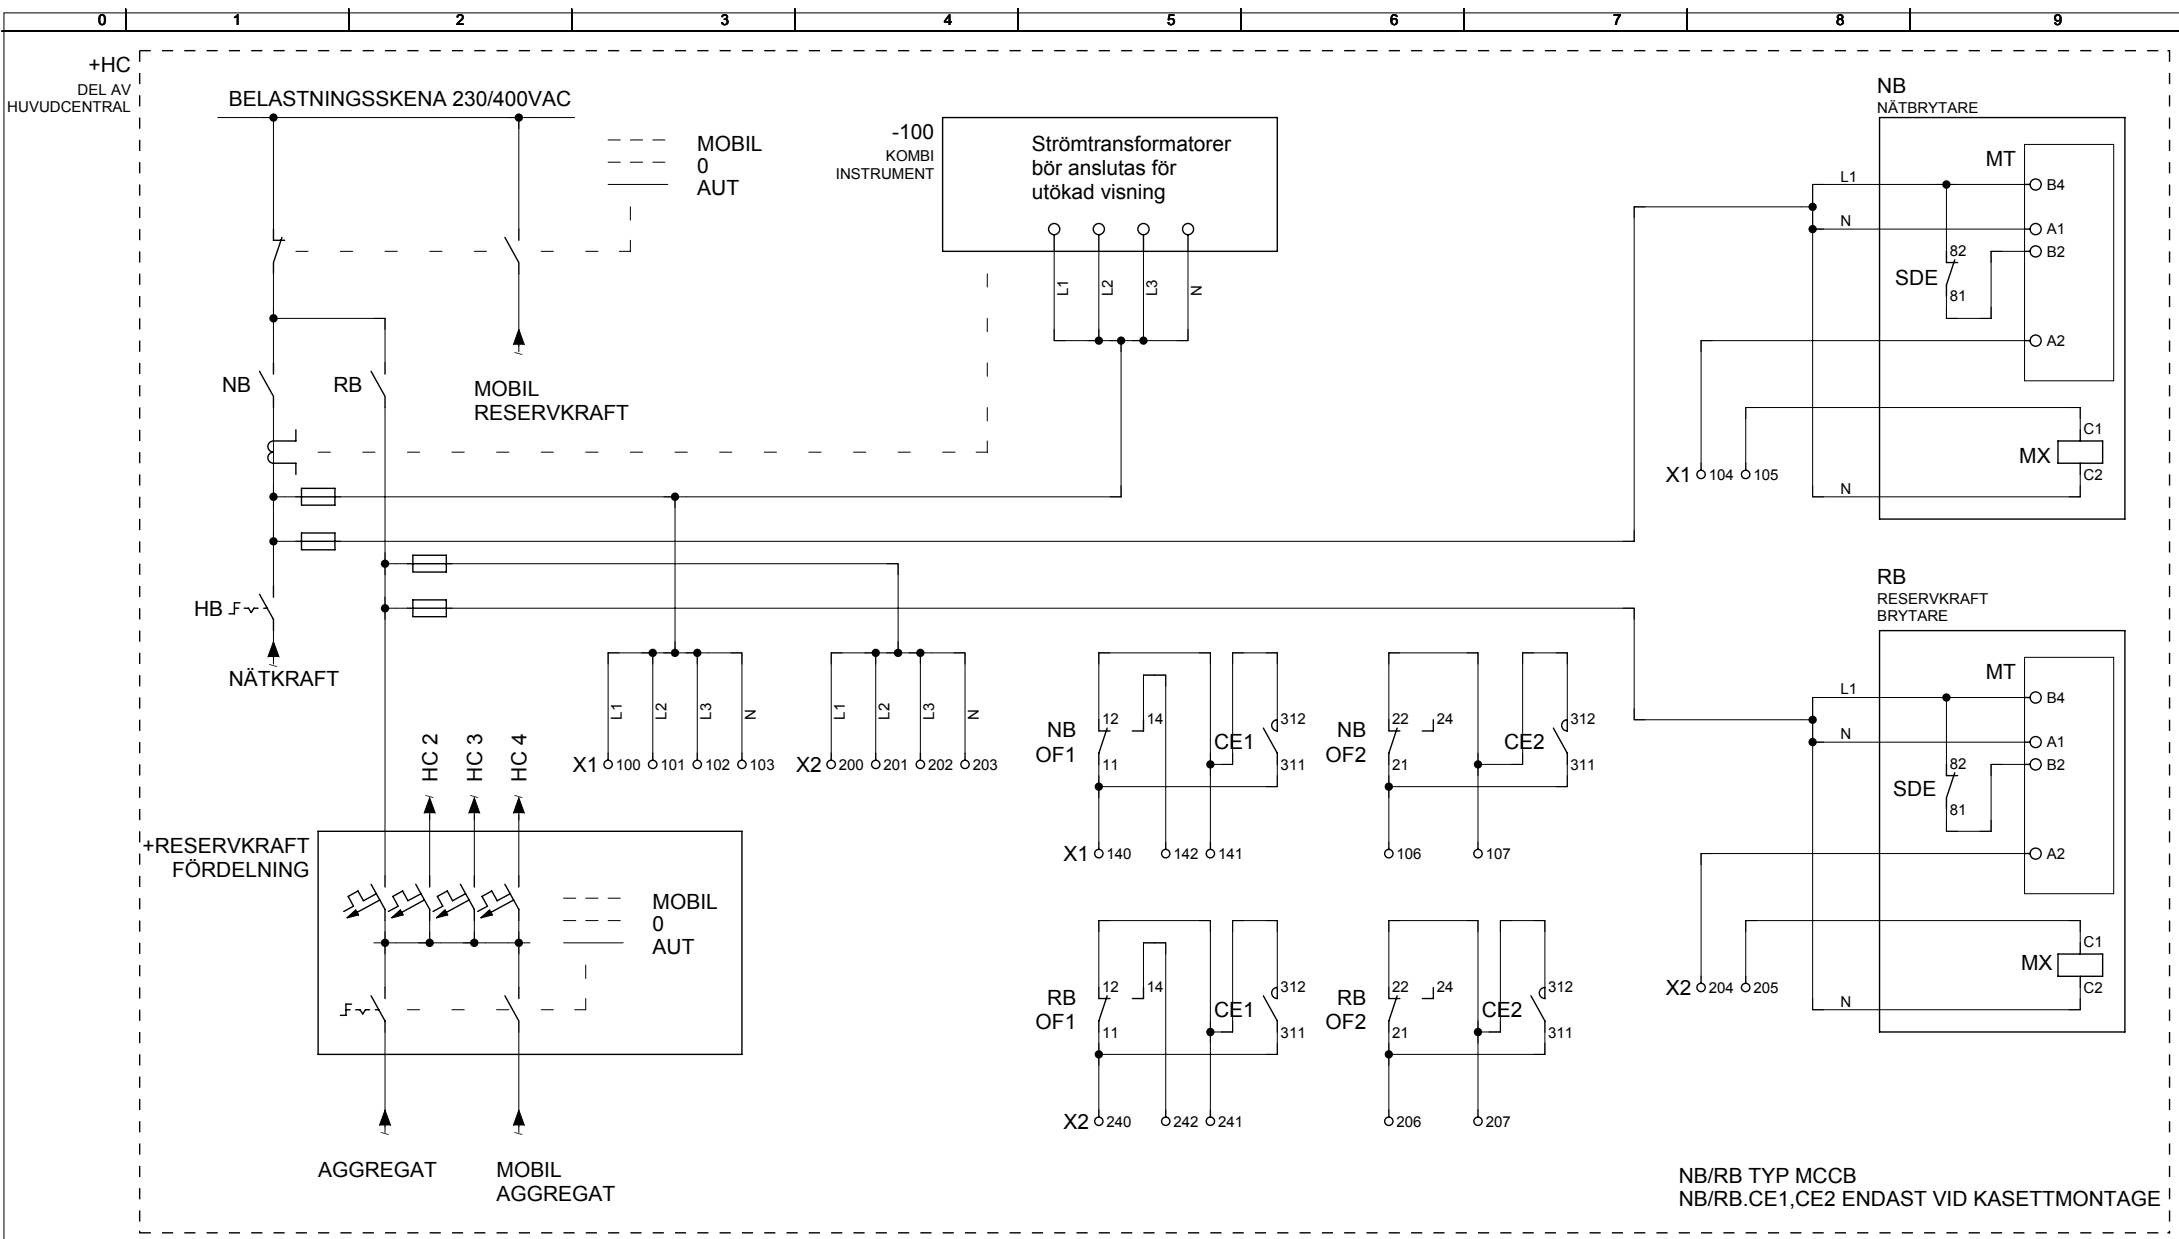 0 1 2 3 4 5 6 7 8 9
+HC
DEL AV
HUVUDCENTRAL
BELASTNINGSSKENA 230/400VAC
MOBIL
0
AUT
-100
KOMBI
INSTRUMENT
Strömtransformatorer
bör anslutas för
utökad visning
L1 L2 L3 N
NB
NÄTBRYTARE
MT
L1 B4
N A1
82 B2
SDE
81
A2
C1
MX
C2
X1 104 105
N
NB RB
MOBIL
RESERVKRAFT
HB
NÄTKRAFT
HC 2 HC 3 HC 4
L1 L2 L3 N
X1 100 101 102 103
L1 L2 L3 N
X2 200 201 202 203
NB
OF1
12 14
11
CE1
312
311
X1 140 142 141
NB
OF2
22 24
21
CE2
312
311
106 107
RB
RESERVKRAFT
BRYTARE
MT
L1 B4
N A1
82 B2
SDE
81
A2
C1
MX
C2
X2 204 205
N
+RESERVKRAFT
FÖRDELNING
MOBIL
0
AUT
RB
OF1
12 14
11
CE1
312
311
X2 240 242 241
RB
OF2
22 24
21
CE2
312
311
206 207
AGGREGAT
MOBIL
AGGREGAT
NB/RB TYP MCCB
NB/RB.CE1,CE2 ENDAST VID KASETTMONTAGE